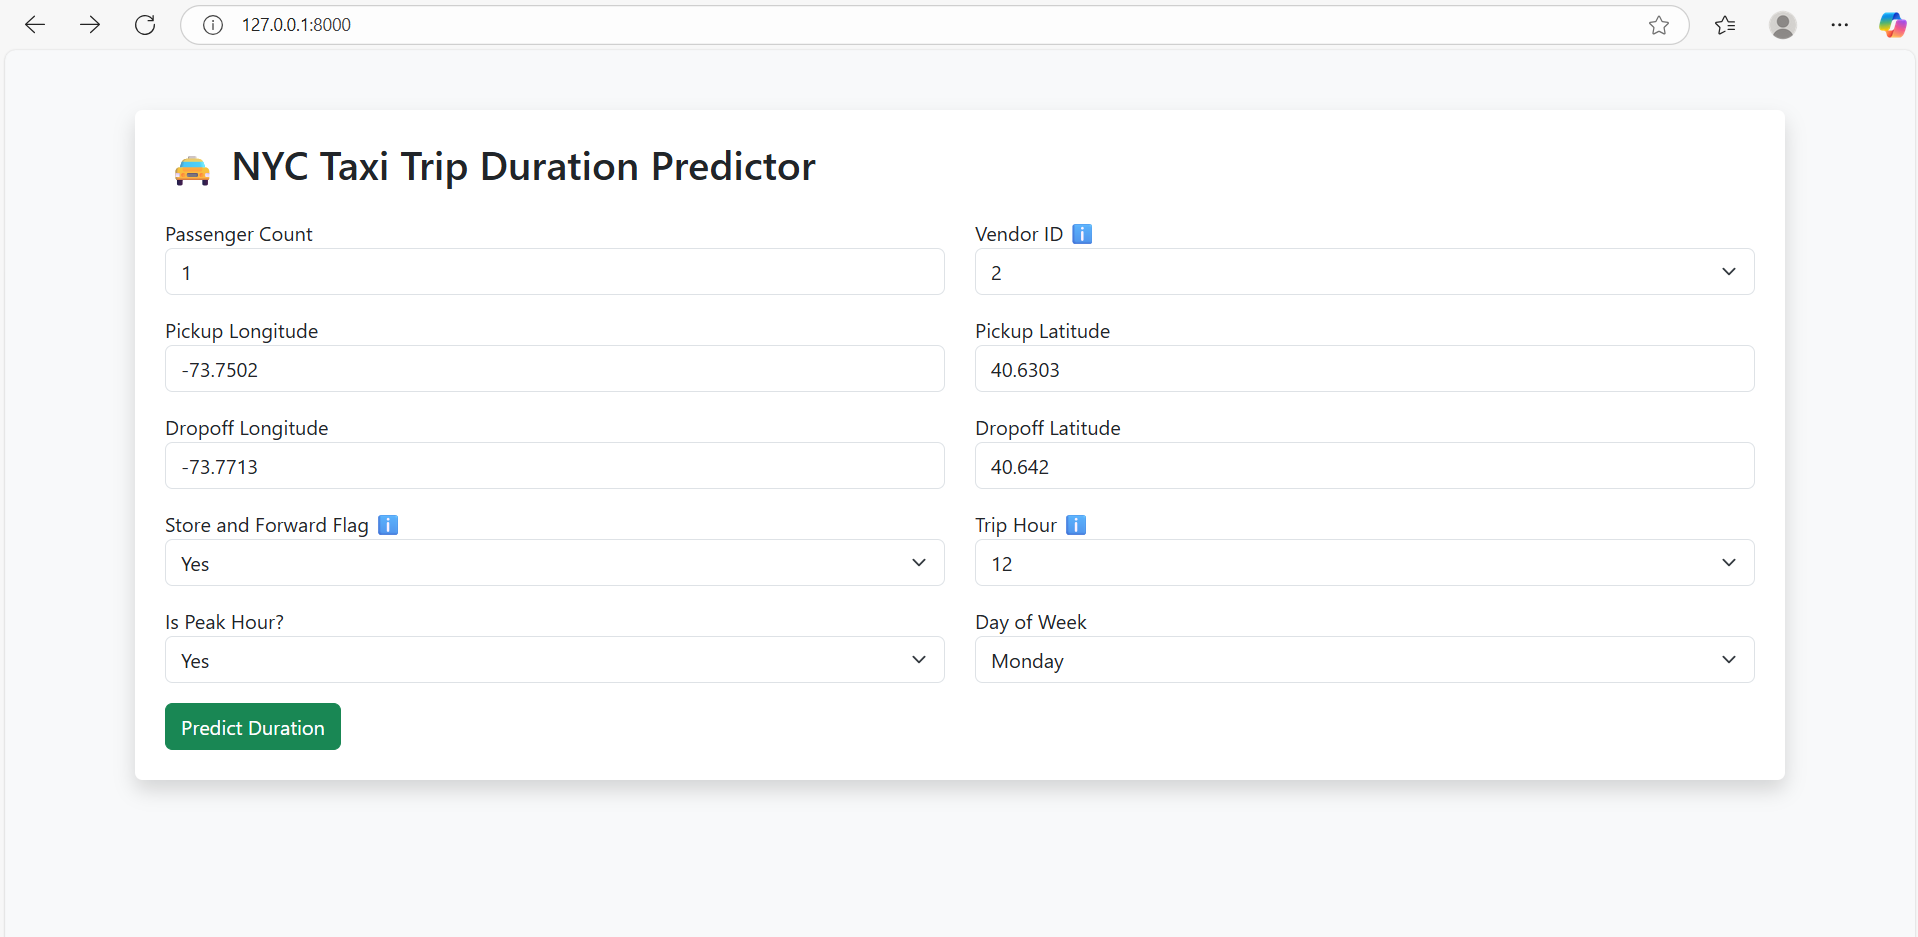 127.0.0.1:8000
NYC Taxi Trip Duration Predictor
Passenger Count
1
Vendor ID
2
Pickup Longitude
-73.7502
Pickup Latitude
40.6303
Dropoff Longitude
-73.7713
Dropoff Latitude
40.642
Store and Forward Flag
Yes
Trip Hour
12
Is Peak Hour?
Yes
Day of Week
Monday
Predict Duration